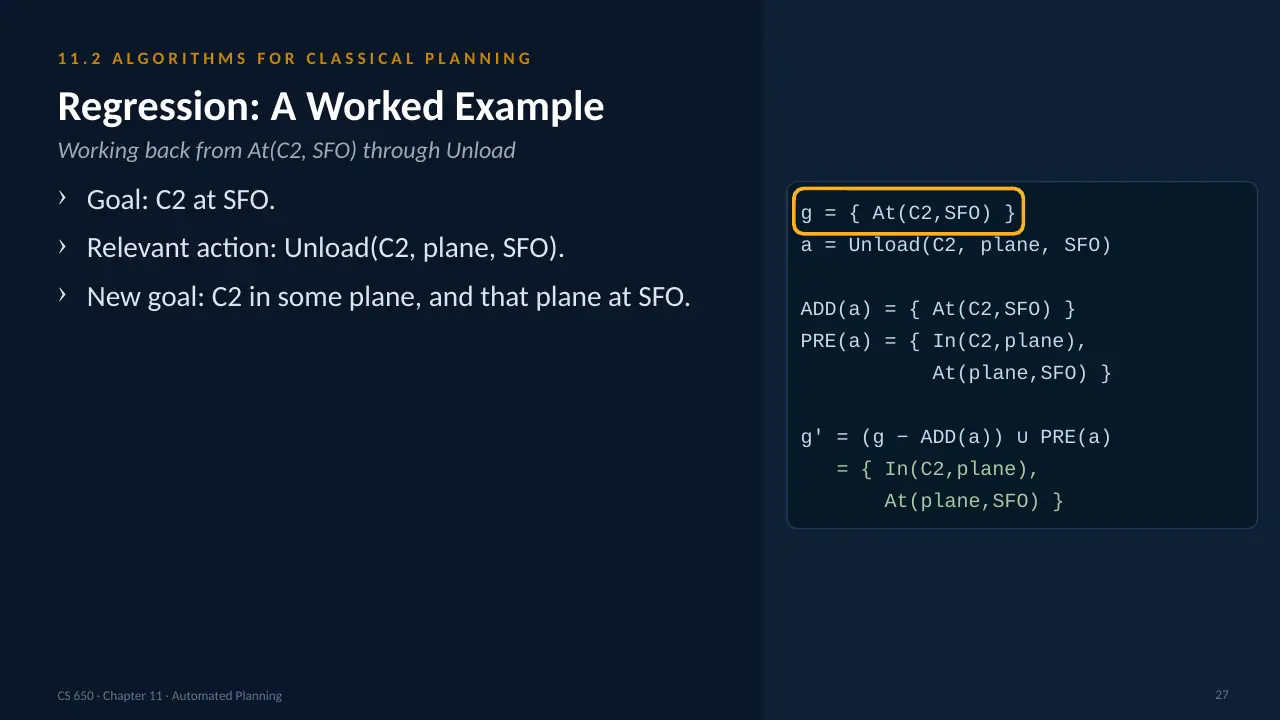 11.2 ALGORITHMS FOR CLASSICAL PLANNING
Regression: A Worked Example
Working back from At(C2, SFO) through Unload
› Goal: C2 at SFO.
› Relevant action: Unload(C2, plane, SFO).
› New goal: C2 in some plane, and that plane at SFO.
g = { At(C2,SFO) }
a = Unload(C2, plane, SFO)
ADD(a) = { At(C2,SFO) }
PRE(a) = { In(C2,plane),
At(plane,SFO) }
g' = (g − ADD(a)) ∪ PRE(a)
= { In(C2,plane),
At(plane,SFO) }
CS 650 · Chapter 11 · Automated Planning
27